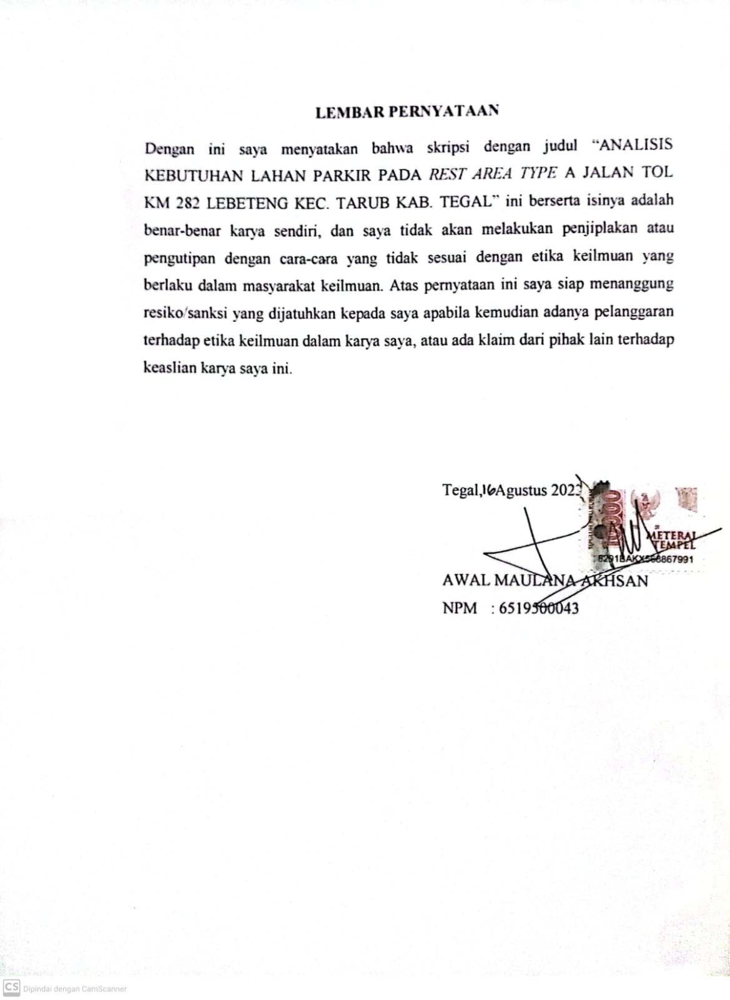 LEMBAR PERNYATAAN
Dengan ini saya menyatakan bahwa skripsi dengan judul “ANALISIS
KEBUTUHAN LAHAN PARKIR PADA REST AREA TYPE A JALAN TOL
KM 282 LEBETENG KEC. TARUB KAB. TEGAL” ini berserta isinya adalah
benar-benar karya sendiri, dan saya tidak akan melakukan penjiplakan atau
pengutipan dengan cara-cara yang tidak sesuai dengan etika keilmuan yang
berlaku dalam masyarakat keilmuan. Atas pernyataan ini saya siap menanggung
resiko/sanksi yang dijatuhkan kepada saya apabila kemudian adanya pelanggaran
terhadap etika keilmuan dalam karya saya, atau ada klaim dari pihak lain terhadap
keaslian karya saya ini.
Tegal,16Agustus 2023
METERAI
TEMPEL
AWAL MAULANA AKHSAN
NPM : 6519500043
CS Dipindai dengan CamScanner